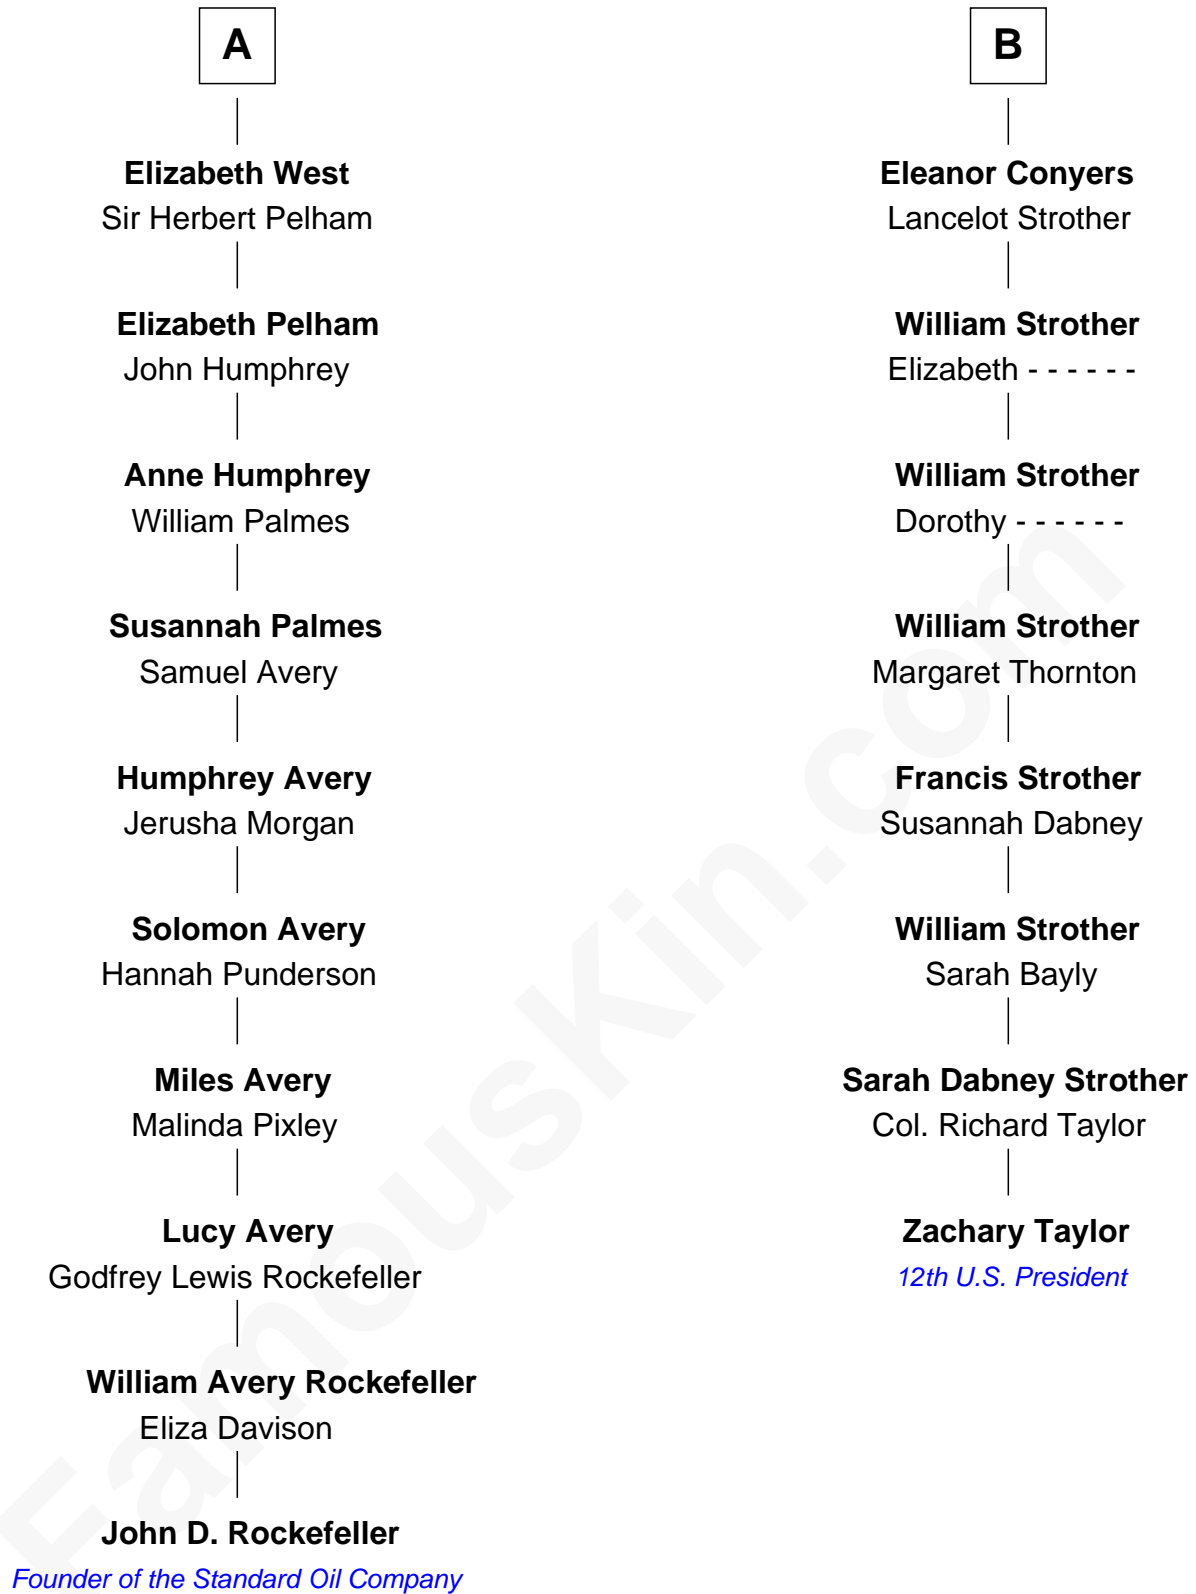 A
Elizabeth West
Sir Herbert Pelham
Elizabeth Pelham
John Humphrey
Anne Humphrey
William Palmes
Susannah Palmes
Samuel Avery
Humphrey Avery
Jerusha Morgan
Solomon Avery
Hannah Punderson
Miles Avery
Malinda Pixley
Lucy Avery
Godfrey Lewis Rockefeller
William Avery Rockefeller
Eliza Davison
John D. Rockefeller
Founder of the Standard Oil Company
B
Eleanor Conyers
Lancelot Strother
William Strother
Elizabeth - - - - - -
William Strother
Dorothy - - - - - -
William Strother
Margaret Thornton
Francis Strother
Susannah Dabney
William Strother
Sarah Bayly
Sarah Dabney Strother
Col. Richard Taylor
Zachary Taylor
12th U.S. President
FamousKin.com